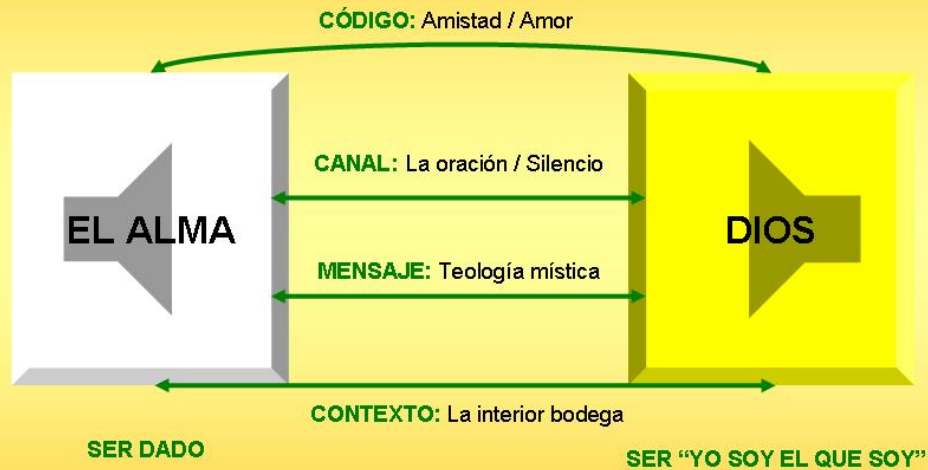 CÓDIGO: Amistad / Amor
CANAL: La oración / Silencio
EL ALMA
DIOS
MENSAJE: Teología mística
CONTEXTO: La interior bodega
SER DADO
SER “YO SOY EL QUE SOY”